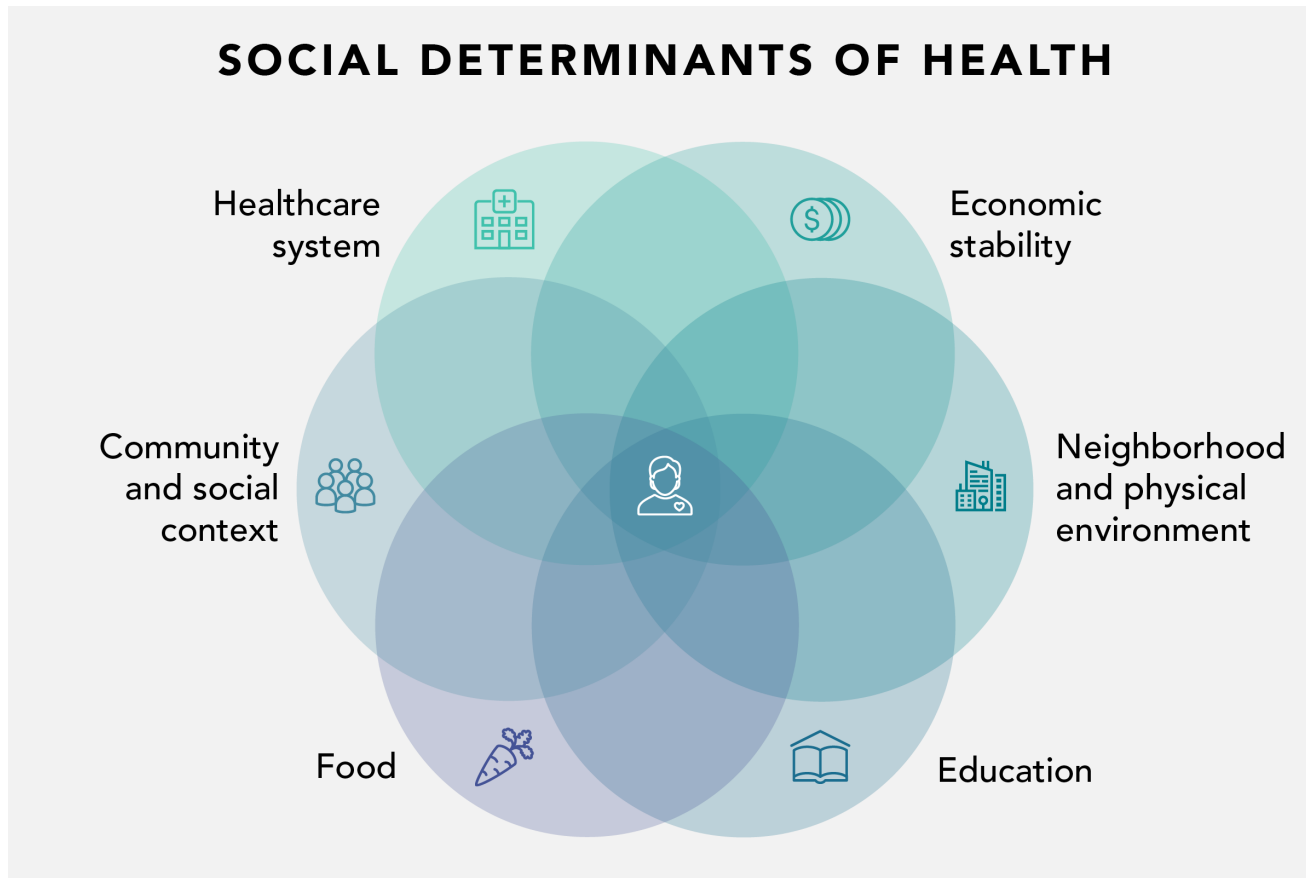 SOCIAL DETERMINANTS OF HEALTH
Healthcare
system
$
Economic
stability
Community
and social
context
Neighborhood
and physical
environment
Food
Education